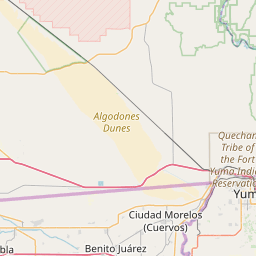 Algodones
Dunes
Quechan
Tribe of
the Fort
Yuma Indian
Reservation
Yum
Ciudad Morelos
(Cuervos)
Benito Juárez
bla